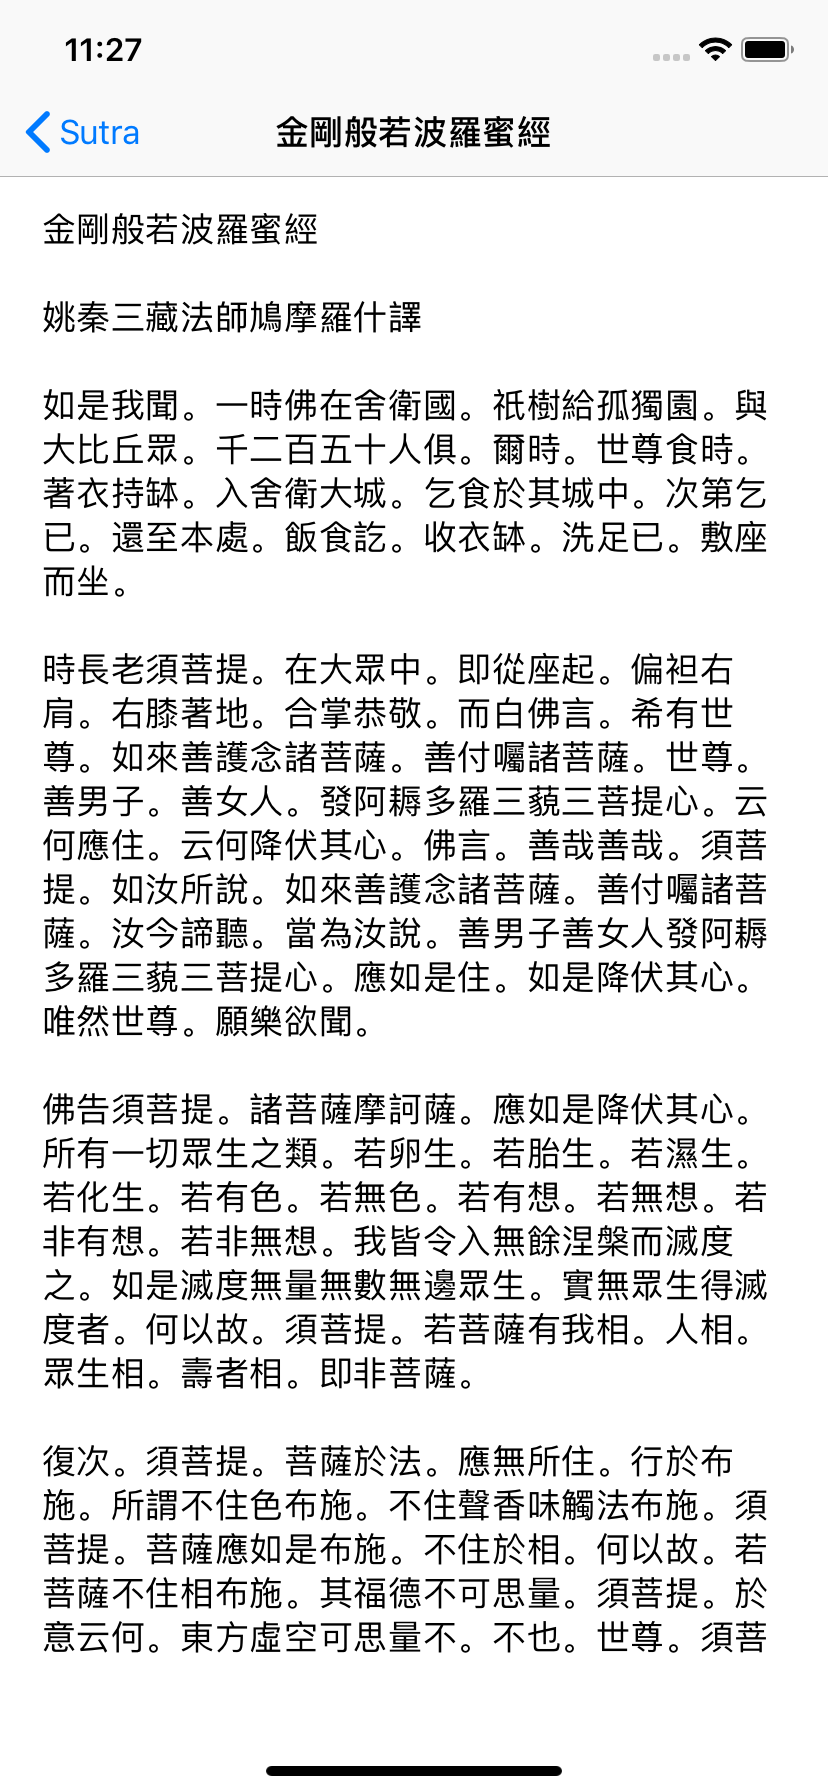 11:27
Sutra
金剛般若波羅蜜經
金剛般若波羅蜜經
姚秦三藏法師鳩摩羅什譯
如是我聞。一時佛在舍衛國。祇樹給孤獨園。與
大比丘眾。千二百五十人俱。爾時。世尊食時。
著衣持缽。入舍衛大城。乞食於其城中。次第乞
已。還至本處。飯食訖。收衣缽。洗足已。敷座
而坐。
時長老須菩提。在大眾中。即從座起。偏袒右
肩。右膝著地。合掌恭敬。而白佛言。希有世
尊。如來善護念諸菩薩。善付囑諸菩薩。世尊。
善男子。善女人。發阿耨多羅三藐三菩提心。云
何應住。云何降伏其心。佛言。善哉善哉。須菩
提。如汝所說。如來善護念諸菩薩。善付囑諸菩
薩。汝今諦聽。當為汝說。善男子善女人發阿耨
多羅三藐三菩提心。應如是住。如是降伏其心。
唯然世尊。願樂欲聞。
佛告須菩提。諸菩薩摩訶薩。應如是降伏其心。
所有一切眾生之類。若卵生。若胎生。若濕生。
若化生。若有色。若無色。若有想。若無想。若
非有想。若非無想。我皆令入無餘涅槃而滅度
之。如是滅度無量無數無邊眾生。實無眾生得滅
度者。何以故。須菩提。若菩薩有我相。人相。
眾生相。壽者相。即非菩薩。
復次。須菩提。菩薩於法。應無所住。行於布
施。所謂不住色布施。不住聲香味觸法布施。須
菩提。菩薩應如是布施。不住於相。何以故。若
菩薩不住相布施。其福德不可思量。須菩提。於
意云何。東方虛空可思量不。不也。世尊。須菩